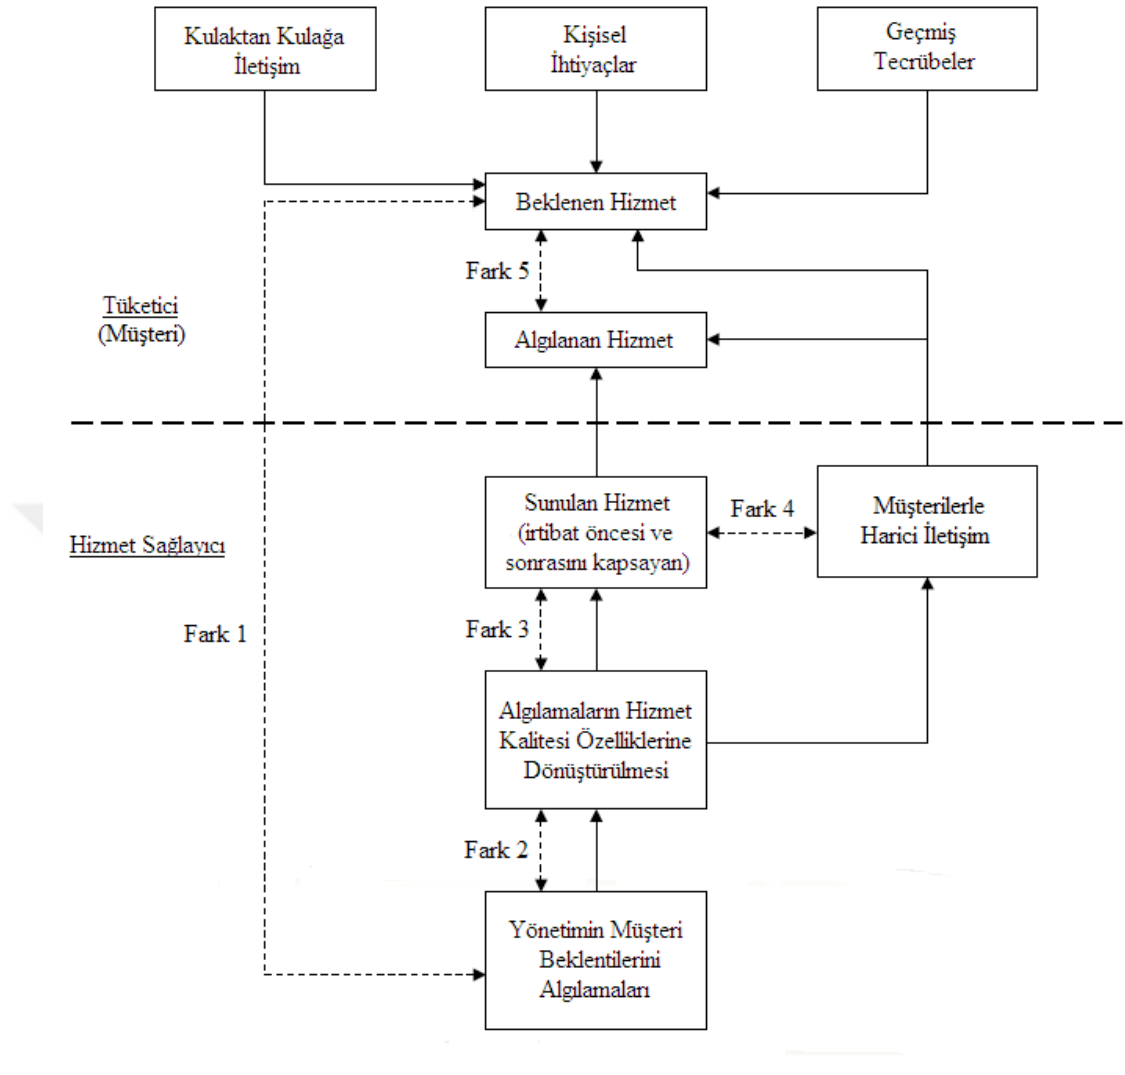 Kulaktan Kulağa
İletişim
Kişisel
İhtiyaçlar
Geçmiş
Tecrübeler
Beklenen Hizmet
Fark 5
Tüketici
(Müşteri)
Algılanan Hizmet
Sunulan Hizmet
(irtibat öncesi ve
sonrasını kapsayan)
Fark 4
Müşterilerle
Harici İletişim
Hizmet Sağlayıcı
Fark 1
Fark 3
Algılamaların Hizmet
Kalitesi Özelliklerine
Dönüştürülmesi
Fark 2
Yönetimin Müşteri
Beklentilerini
Algılamaları